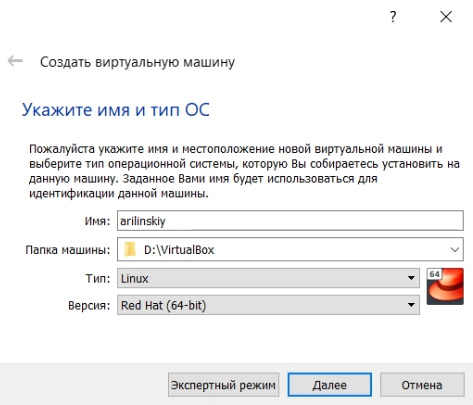 ?
Создать виртуальную машину
Укажите имя и тип ОС
Пожалуйста укажите имя и местоположение новой виртуальной машины и
выберите тип операционной системы, которую Вы собираетесь установить на
данную машину. Заданное Вами имя будет использоваться для
идентификации данной машины.
Имя: arilinskiy
Папка машины: D:\VirtualBox
Тип: Linux
64
Версия: Red Hat (64-bit)
Экспертный режим Далее Отмена